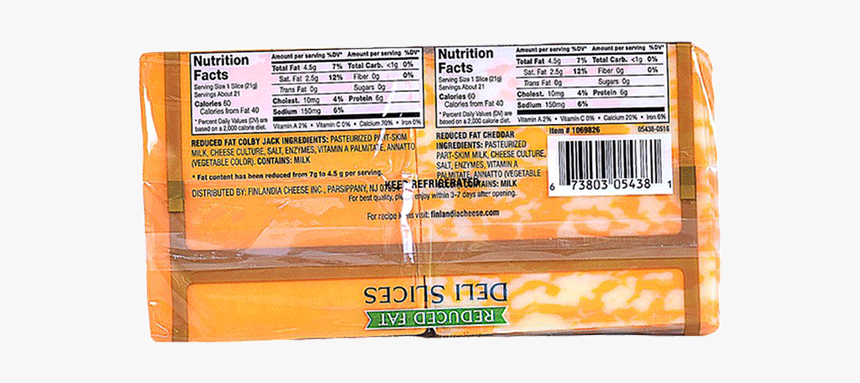 Nutrition Facts
Serving Size 1 Slice (21g)
Servings About 21
Calories 60
Calories from Fat 40
* Percent Daily Values (DV) are
based on a 2,000 calorie diet.
Amount per serving %DV* Amount per serving %DV*
Total Fat 4.5g 7% Total Carb. <1g 0%
Sat. Fat 2.5g 12% Fiber 0g 0%
Trans Fat 0g Sugars 0g
Cholest. 10mg 4% Protein 6g
Sodium 150mg 6%
Vitamin A 2% • Vitamin C 0% • Calcium 20% • Iron 0%
REDUCED FAT COLBY JACK INGREDIENTS: PASTEURIZED PART-SKIM
MILK, CHEESE CULTURE, SALT, ENZYMES, VITAMIN A PALMITATE, ANNATTO
(VEGETABLE COLOR). CONTAINS: MILK
* Fat content has been reduced from 7g to 4.5 g per serving.
DISTRIBUTED BY: FINLANDIA CHEESE INC., PARSIPPANY, NJ
Nutrition Facts
Serving Size 1 Slice (21g)
Servings About 21
Calories 60
Calories from Fat 40
* Percent Daily Values (DV) are
based on a 2,000 calorie diet.
Amount per serving %DV* Amount per serving %DV*
Total Fat 4.5g 7% Total Carb. <1g 0%
Sat. Fat 2.5g 12% Fiber 0g 0%
Trans Fat 0g Sugars 0g
Cholest. 10mg 4% Protein 6g
Sodium 150mg 6%
Vitamin A 2% • Vitamin C 0% • Calcium 20% • Iron 0%
REDUCED FAT CHEDDAR
INGREDIENTS: PASTEURIZED
PART-SKIM MILK, CHEESE CULTURE,
SALT, ENZYMES, VITAMIN A
PALMITATE, ANNATTO (VEGETABLE
CONTAINS: MILK
Item # 1069826 05438-0516
6 73803 05438 1
KEEP REFRIGERATED
For best quality, enjoy within 3-7 days after opening.
For recipe visit: finlandiacheese.com
DELI SLICES
REDUCED FAT